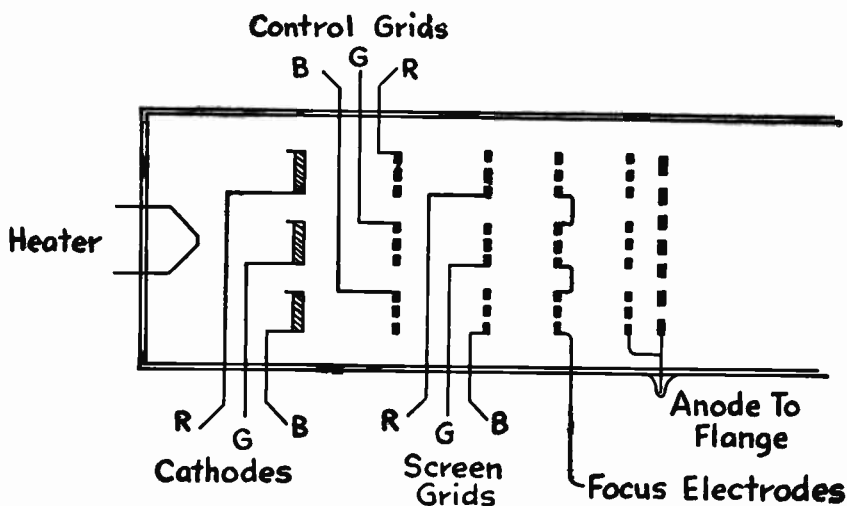 Control Grids
B G R
Heater
R G B
Cathodes
R G B
Screen
Grids
Anode To
Flange
Focus Electrodes